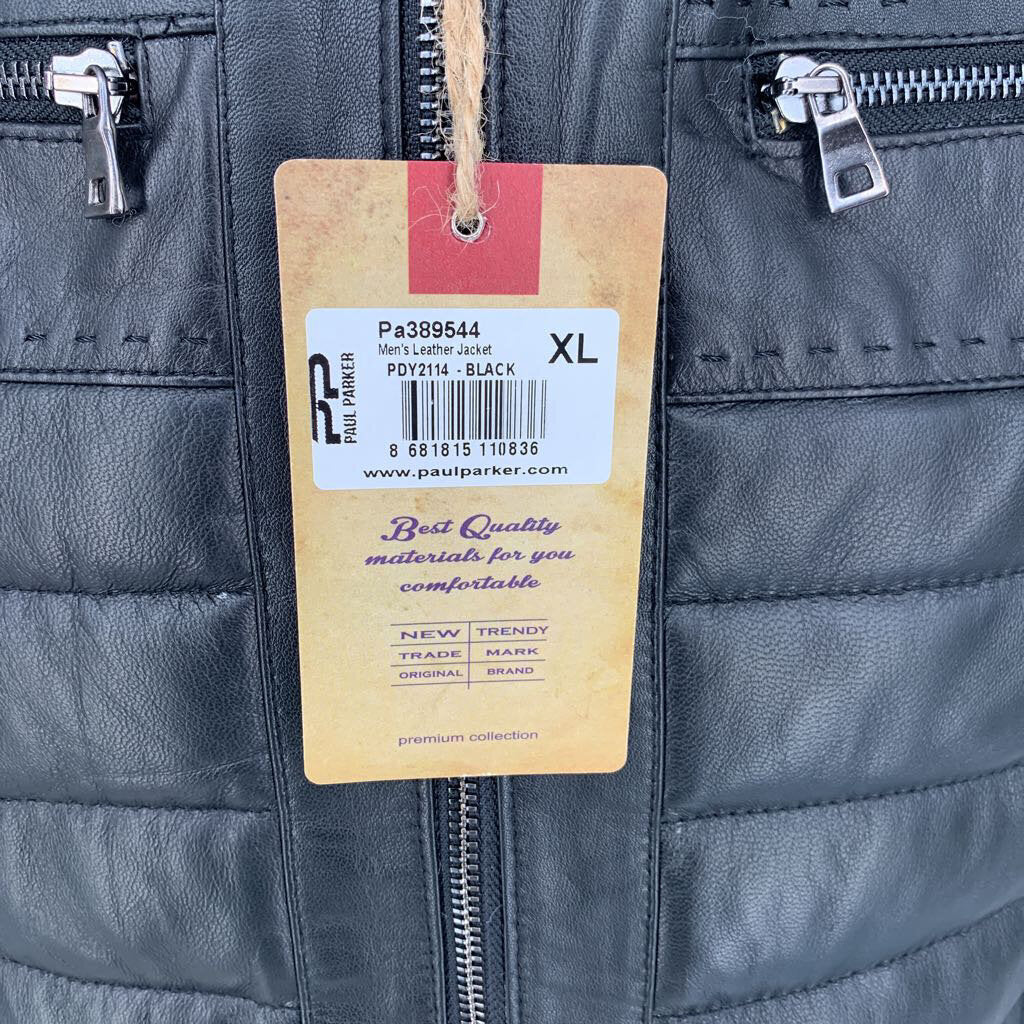 Pa389544
Men's Leather Jacket
XL
PDY2114 - BLACK
PP
PAUL PARKER
8 681815 110836
www.paulparker.com
Best Quality
materials for you
comfortable
NEW TRENDY
TRADE MARK
ORIGINAL BRAND
premium collection